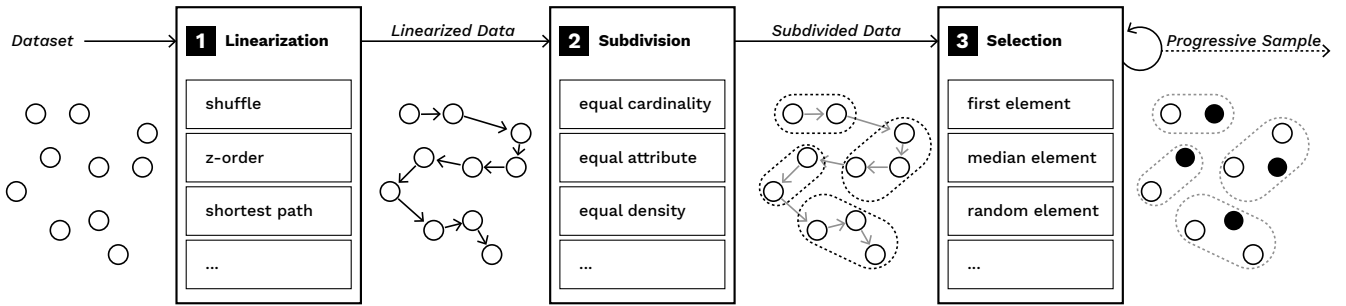 Dataset
1 Linearization
shuffle
z-order
shortest path
...
Linearized Data
2 Subdivision
equal cardinality
equal attribute
equal density
...
Subdivided Data
3 Selection
first element
median element
random element
...
Progressive Sample